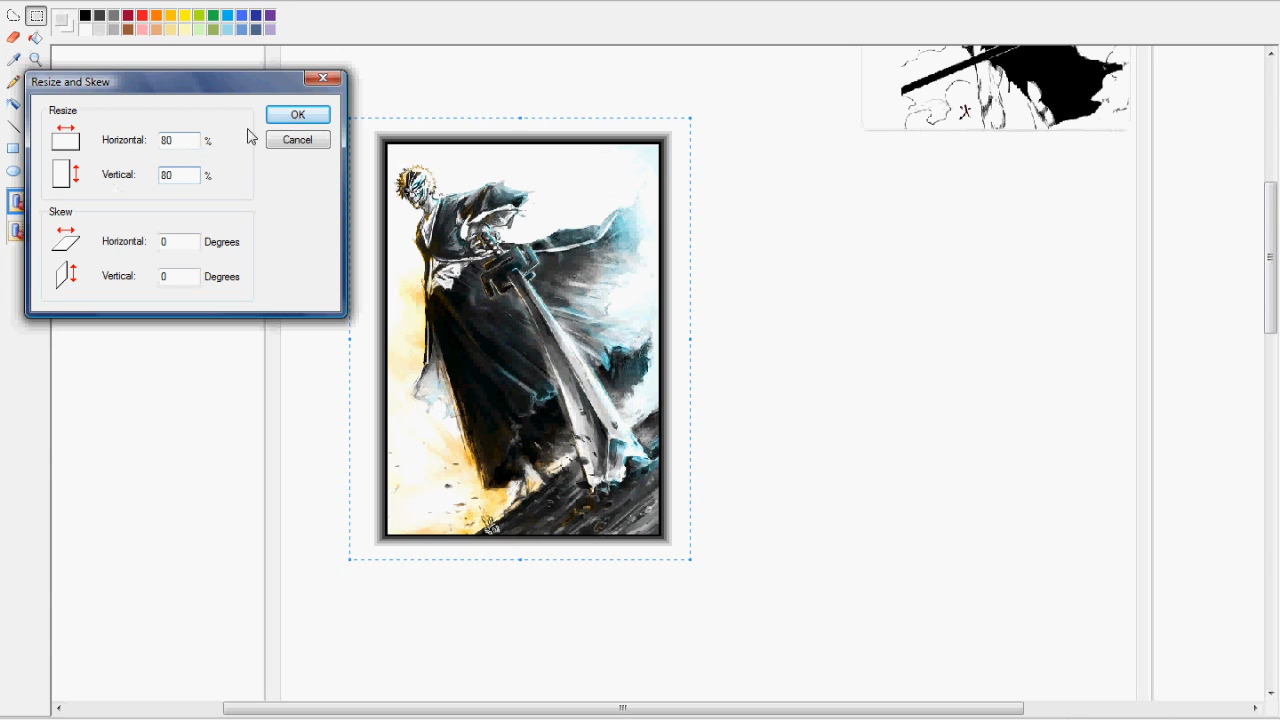 Resize and Skew
Resize
OK
Horizontal: 80 %
Cancel
Vertical: 80 %
Skew
Horizontal: 0 Degrees
Vertical: 0 Degrees